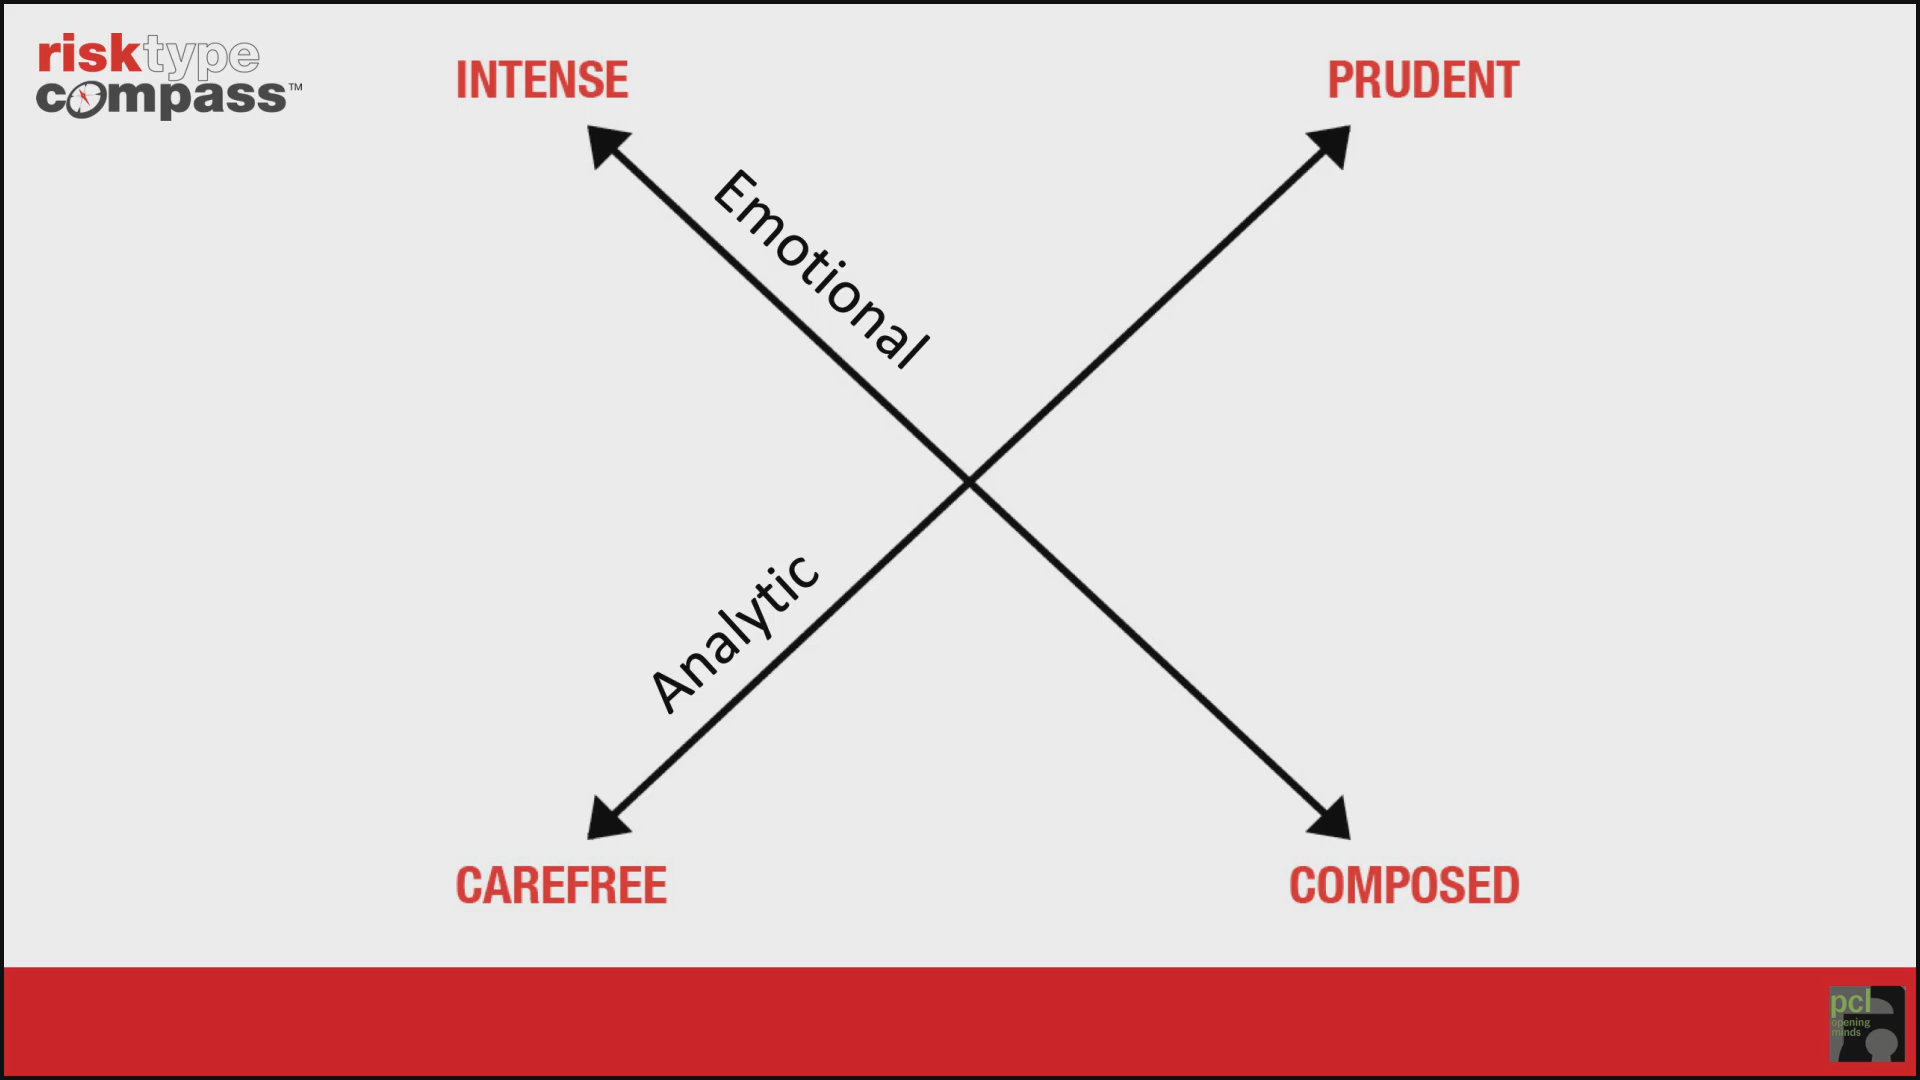 risktype
compass™
INTENSE
PRUDENT
Emotional
Analytic
CAREFREE
COMPOSED
pcl
opening
minds